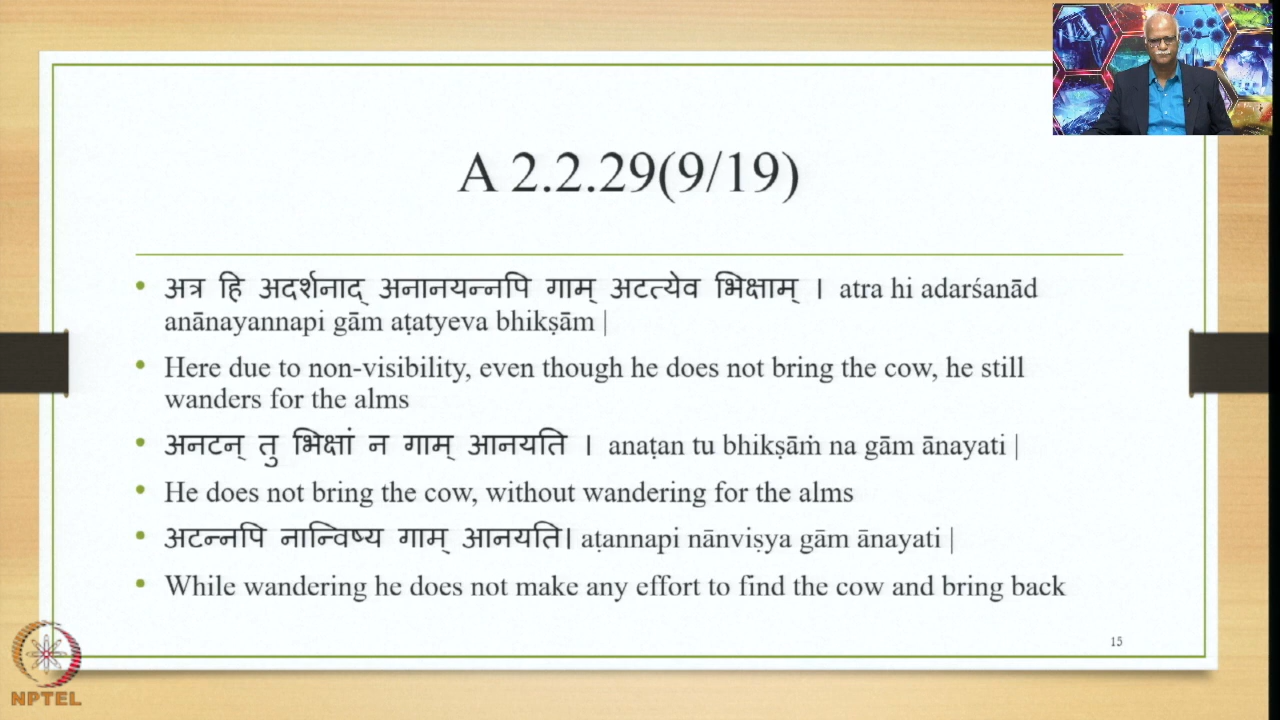 A 2.2.29(9/19)
• अत्र हि अदर्शनाद् अनानयन्नपि गाम् अटत्येव भिक्षाम् । atra hi adarśanād
anānayannapi gām aṭatyeva bhikṣām |
• Here due to non-visibility, even though he does not bring the cow, he still
wanders for the alms
• अनटन् तु भिक्षां न गाम् आनयति । anaṭan tu bhikṣāṁ na gām ānayati |
• He does not bring the cow, without wandering for the alms
• अटन्नपि नान्विष्य गाम् आनयति। aṭannapi nānviṣya gām ānayati |
• While wandering he does not make any effort to find the cow and bring back
15
NPTEL